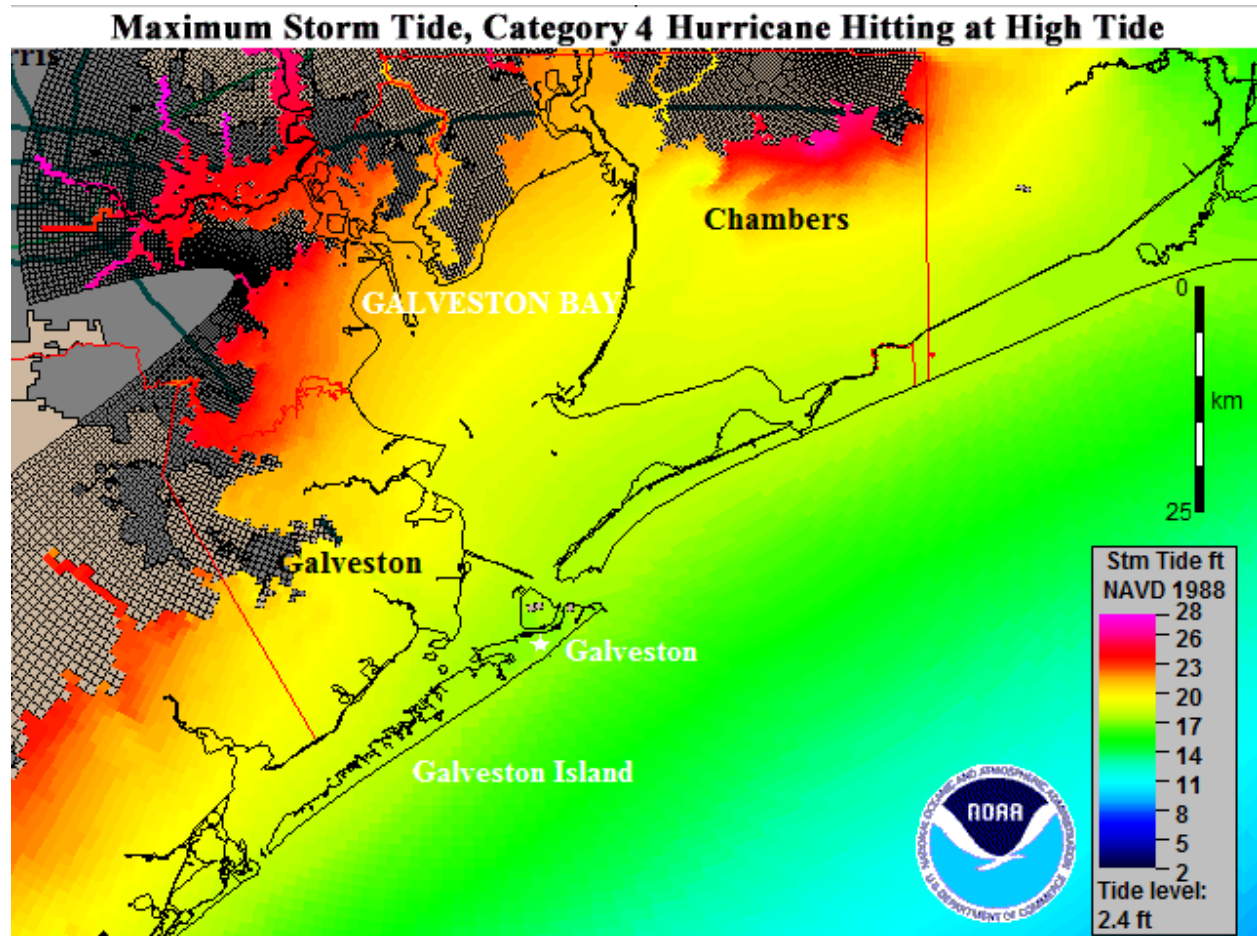 Maximum Storm Tide, Category 4 Hurricane Hitting at High Tide
rris
Chambers
GALVESTON BAY
0
km
25
Galveston
Galveston
Galveston Island
Stm Tide ft
NAVD 1988
28
26
23
20
17
14
11
8
5
2
Tide level:
2.4 ft
NATIONAL OCEANIC AND ATMOSPHERIC ADMINISTRATION
NOAA
U.S. DEPARTMENT OF COMMERCE